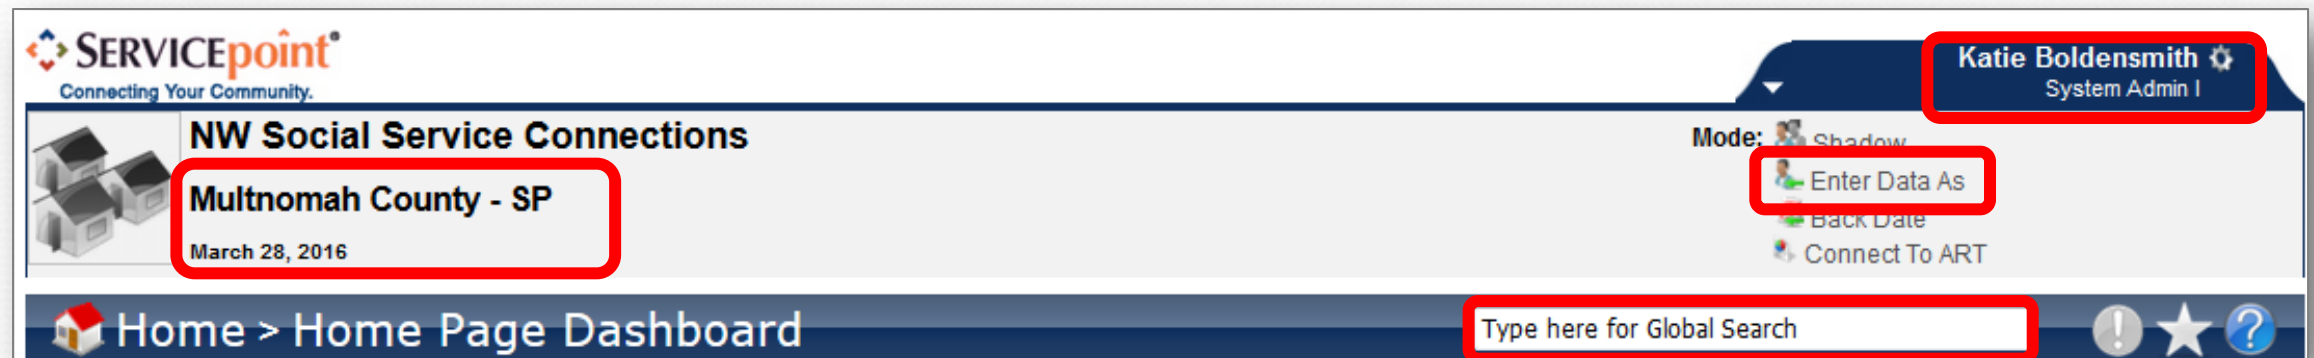 SERVICEpoint®
Connecting Your Community.
Katie Boldensmith
System Admin I
NW Social Service Connections
Multnomah County - SP
March 28, 2016
Mode: Shadow
Enter Data As
Back Date
Connect To ART
Home > Home Page Dashboard
Type here for Global Search